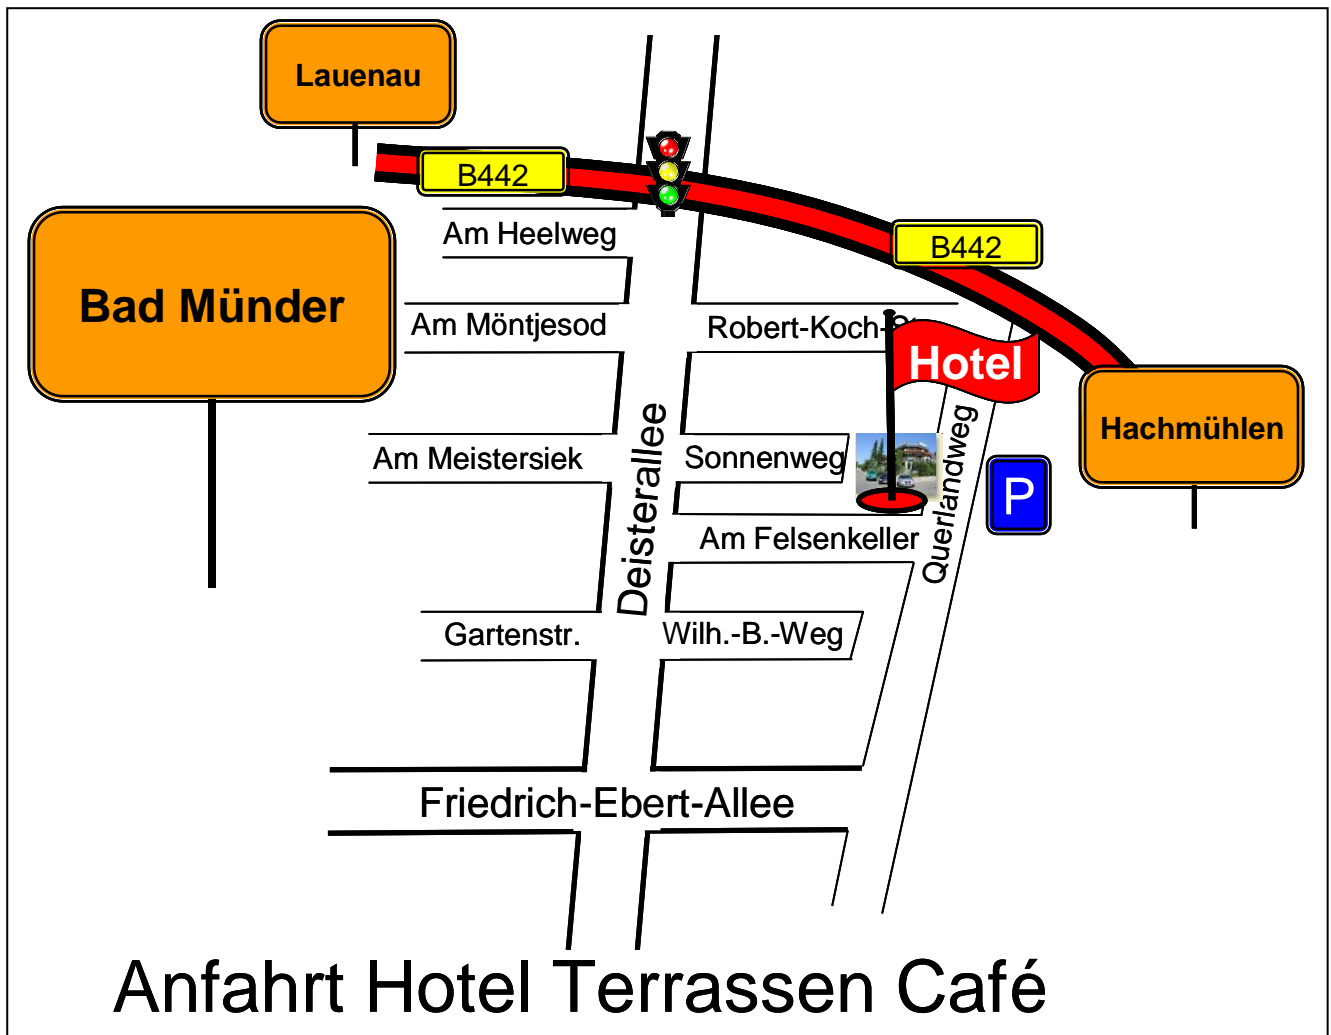 Lauenau
B442
Am Heelweg
B442
Bad Münder
Am Möntjesod
Robert-Koch-
Hotel
Hachmühlen
Am Meistersiek
Sonnenweg
Querlandweg
P
Deisterallee
Am Felsenkeller
Gartenstr.
Wilh.-B.-Weg
Friedrich-Ebert-Allee
Anfahrt Hotel Terrassen Café